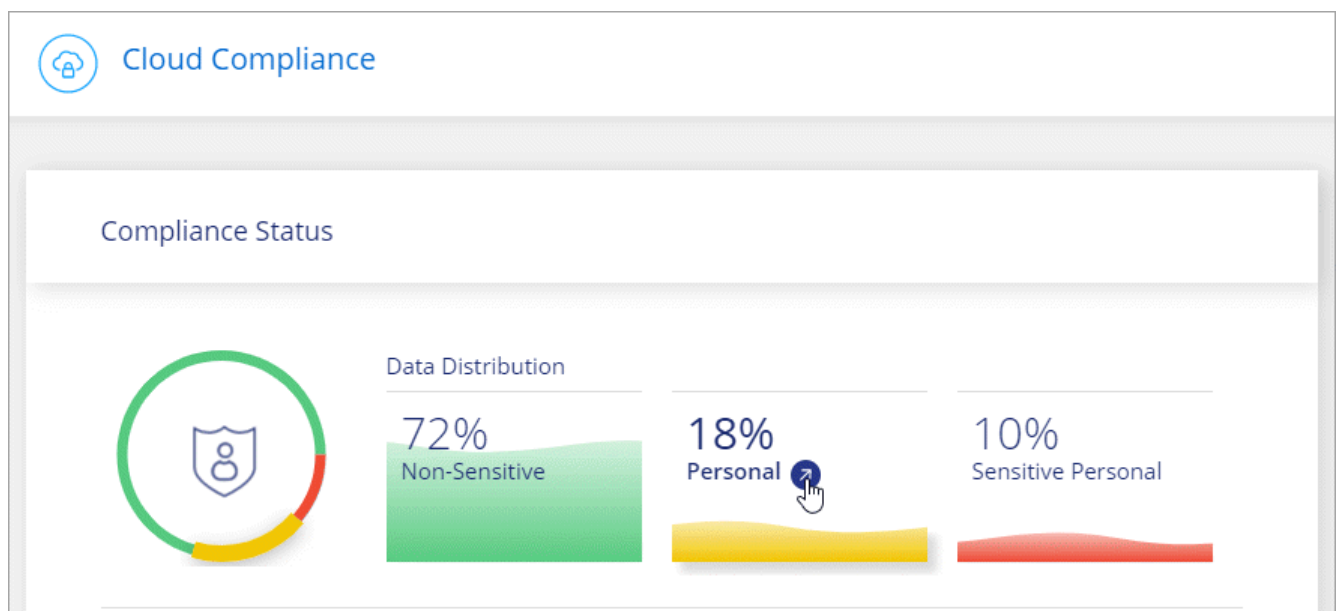 Cloud Compliance
Compliance Status
Data Distribution
72%
Non-Sensitive
18%
Personal
10%
Sensitive Personal